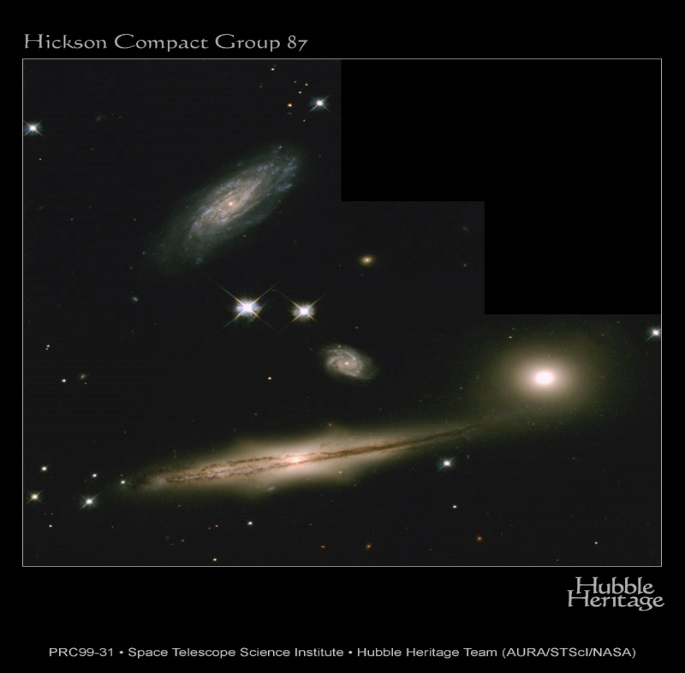 Hickson Compact Group 87
Hubble
Heritage
PRC99-31 • Space Telescope Science Institute • Hubble Heritage Team (AURA/STScI/NASA)